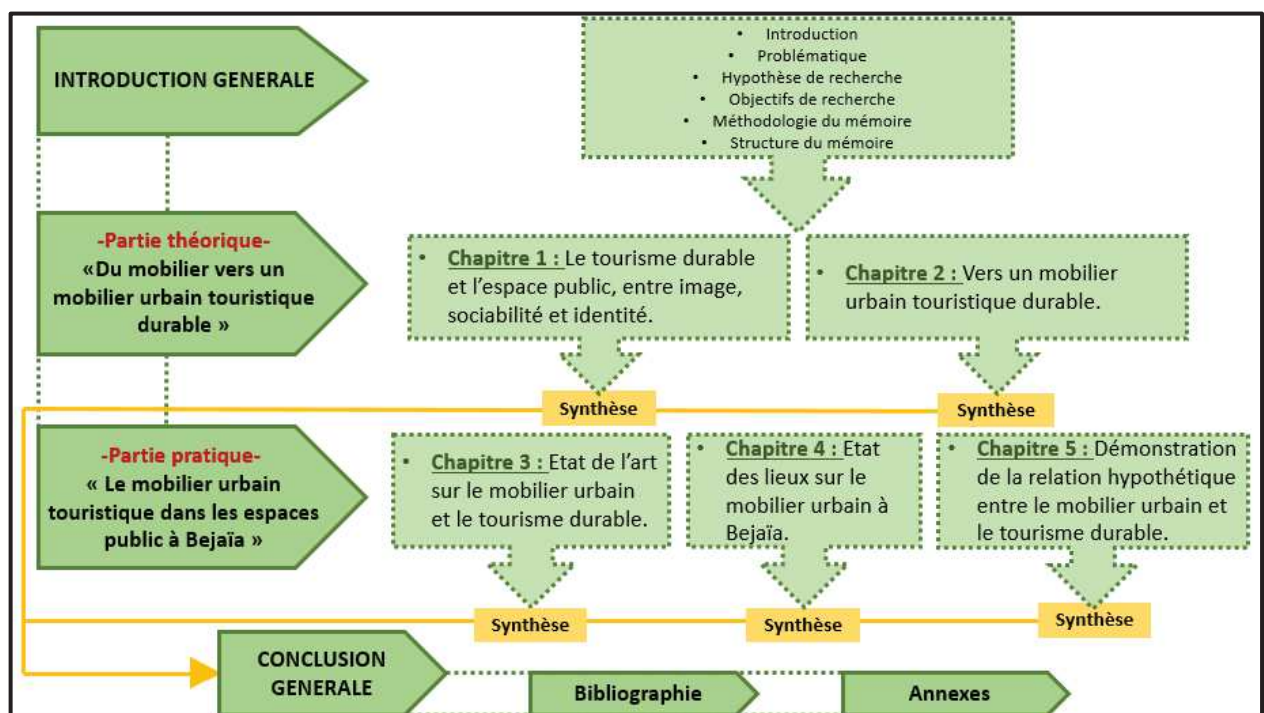 INTRODUCTION GENERALE
• Introduction
• Problématique
• Hypothèse de recherche
• Objectifs de recherche
• Méthodologie du mémoire
• Structure du mémoire
-Partie théorique-
«Du mobilier vers un
mobilier urbain touristique
durable »
• Chapitre 1 : Le tourisme durable
et l’espace public, entre image,
sociabilité et identité.
• Chapitre 2 : Vers un mobilier
urbain touristique durable.
Synthèse
Synthèse
-Partie pratique-
« Le mobilier urbain
touristique dans les espaces
public à Bejaïa »
• Chapitre 3 : Etat de l’art
sur le mobilier urbain
et le tourisme durable.
• Chapitre 4 : Etat
des lieux sur le
mobilier urbain à
Bejaïa.
• Chapitre 5 : Démonstration
de la relation hypothétique
entre le mobilier urbain et
le tourisme durable.
Synthèse
Synthèse
Synthèse
CONCLUSION
GENERALE
Bibliographie
Annexes